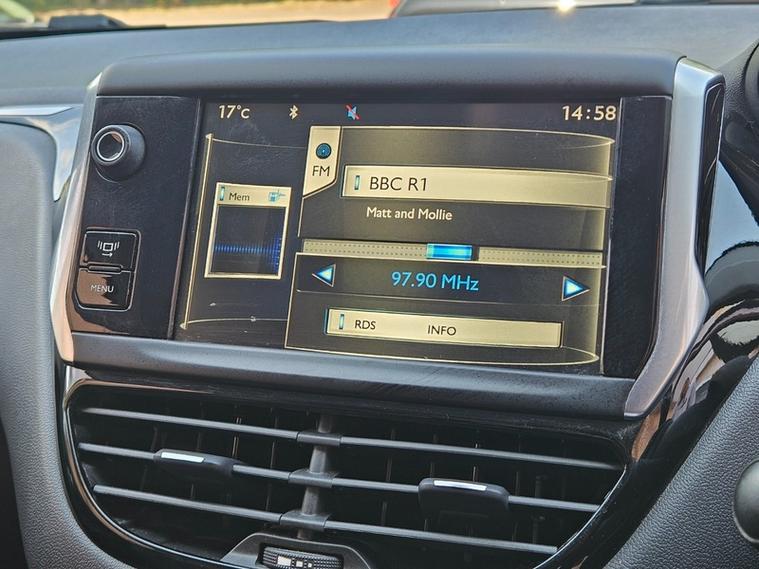 17°C 14:58
FM
BBC R1
Mem
Matt and Mollie
97.90 MHz
MENU
RDS INFO